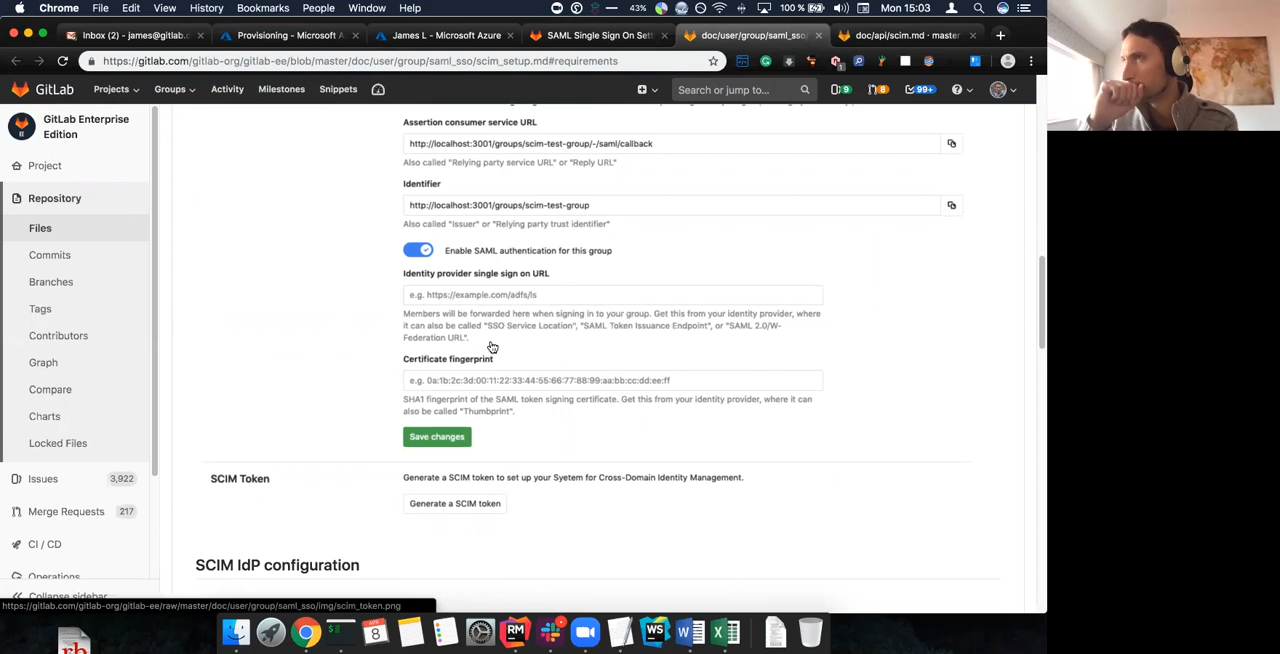 Chrome File Edit View History Bookmarks People Window Help 43% 100 % Mon 15:03
Inbox (2) - james@gitlab. Provisioning - Microsoft A James L - Microsoft Azure SAML Single Sign On Sett doc/user/group/saml_sso/ doc/api/scim.md · master
https://gitlab.com/gitlab-org/gitlab-ee/blob/master/doc/user/group/saml_sso/scim_setup.md#requirements
GitLab Projects Groups Activity Milestones Snippets Search or jump to... 9 8 99+
GitLab Enterprise
Edition
Project
Repository
Files
Commits
Branches
Tags
Contributors
Graph
Compare
Charts
Locked Files
Issues 3,922
Merge Requests 217
CI / CD
Operations
Collapse sidebar
Assertion consumer service URL
http://localhost:3001/groups/scim-test-group/-/saml/callback
Also called "Relying party service URL" or "Reply URL"
Identifier
http://localhost:3001/groups/scim-test-group
Also called "Issuer" or "Relying party trust identifier"
Enable SAML authentication for this group
Identity provider single sign on URL
e.g. https://example.com/adfs/ls
Members will be forwarded here when signing in to your group. Get this from your identity provider, where
it can also be called "SSO Service Location", "SAML Token Issuance Endpoint", or "SAML 2.0/W-
Federation URL".
Certificate fingerprint
e.g. 0a:1b:2c:3d:00:11:22:33:44:55:66:77:88:99:aa:bb:cc:dd:ee:ff
SHA1 fingerprint of the SAML token signing certificate. Get this from your identity provider, where it can
also be called "Thumbprint".
Save changes
SCIM Token Generate a SCIM token to set up your System for Cross-Domain Identity Management.
Generate a SCIM token
SCIM IdP configuration
https://gitlab.com/gitlab-org/gitlab-ee/raw/master/doc/user/group/saml_sso/img/scim_token.png
rb
APR
8
RM
WS
W
X